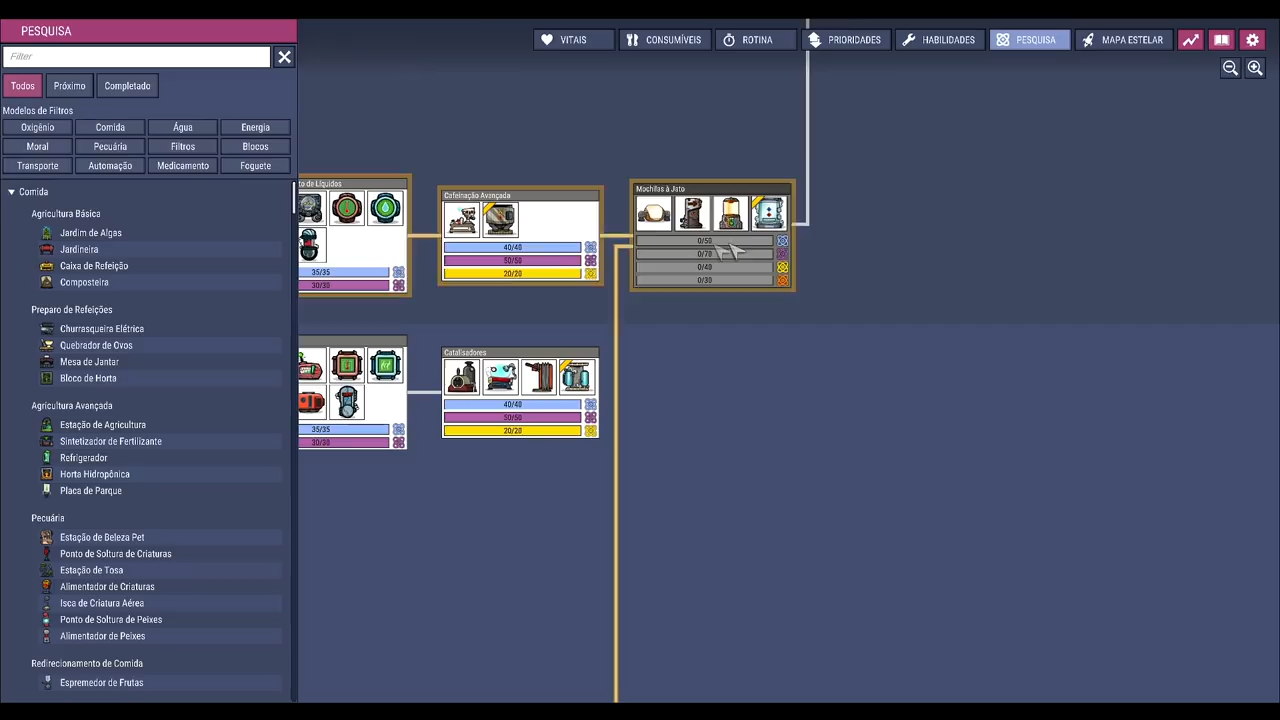 PESQUISA
Filter
Todos
Próximo
Completado
Modelos de Filtros
Oxigênio
Comida
Água
Energia
Moral
Pecuária
Filtros
Blocos
Transporte
Automação
Medicamento
Foguete
Comida
Agricultura Básica
Jardim de Algas
Jardineira
Caixa de Refeição
Composteira
Preparo de Refeições
Churrasqueira Elétrica
Quebrador de Ovos
Mesa de Jantar
Bloco de Horta
Agricultura Avançada
Estação de Agricultura
Sintetizador de Fertilizante
Refrigerador
Horta Hidropônica
Placa de Parque
Pecuária
Estação de Beleza Pet
Ponto de Soltura de Criaturas
Estação de Tosa
Alimentador de Criaturas
Isca de Criatura Aérea
Ponto de Soltura de Peixes
Alimentador de Peixes
Redirecionamento de Comida
Espremedor de Frutas
VITAIS
CONSUMÍVEIS
ROTINA
PRIORIDADES
HABILIDADES
PESQUISA
MAPA ESTELAR
to de Líquidos
35/35
30/30
Cafeinação Avançada
40/40
50/50
20/20
Mochilas à Jato
0/50
0/70
0/40
0/30
35/35
30/30
Catalisadores
40/40
50/50
20/20